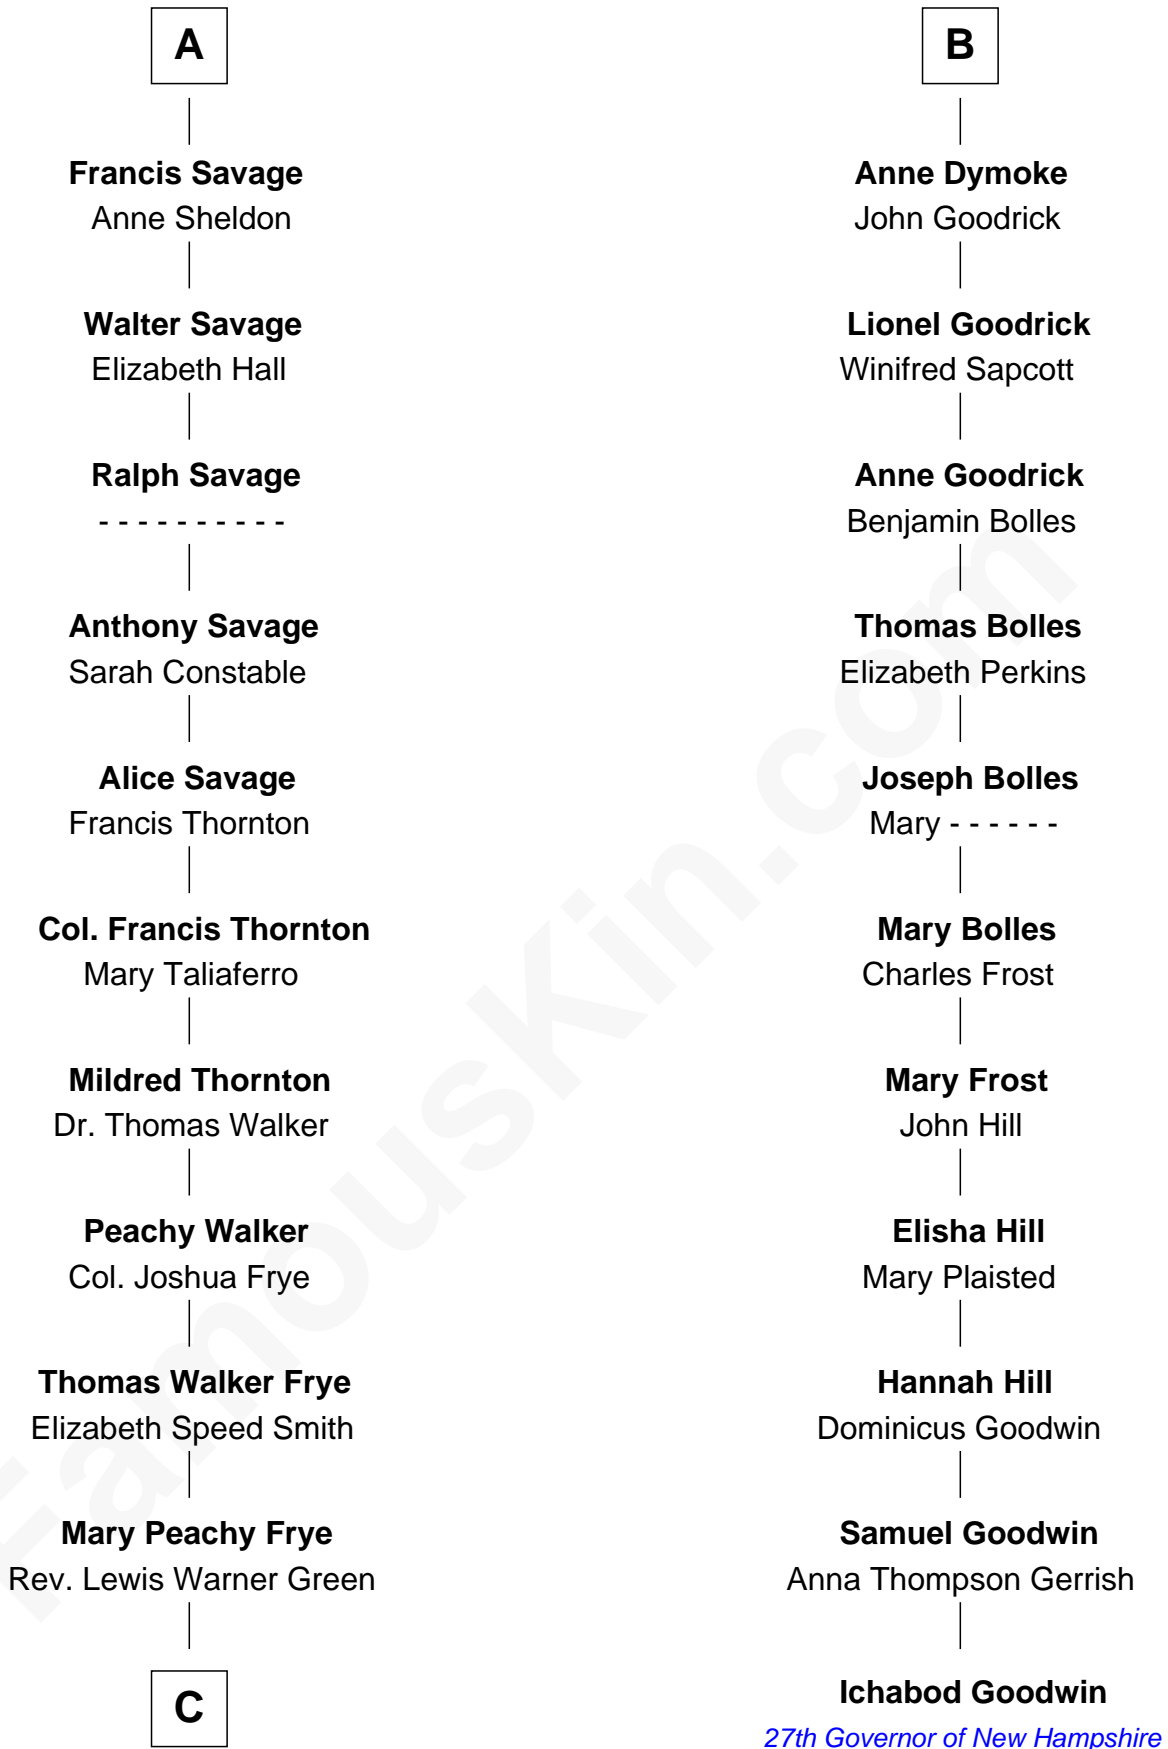 A
Francis Savage
Anne Sheldon
Walter Savage
Elizabeth Hall
Ralph Savage
- - - - - - - - - -
Anthony Savage
Sarah Constable
Alice Savage
Francis Thornton
Col. Francis Thornton
Mary Taliaferro
Mildred Thornton
Dr. Thomas Walker
Peachy Walker
Col. Joshua Frye
Thomas Walker Frye
Elizabeth Speed Smith
Mary Peachy Frye
Rev. Lewis Warner Green
C
B
Anne Dymoke
John Goodrick
Lionel Goodrick
Winifred Sapcott
Anne Goodrick
Benjamin Bolles
Thomas Bolles
Elizabeth Perkins
Joseph Bolles
Mary - - - - - -
Mary Bolles
Charles Frost
Mary Frost
John Hill
Elisha Hill
Mary Plaisted
Hannah Hill
Dominicus Goodwin
Samuel Goodwin
Anna Thompson Gerrish
Ichabod Goodwin
27th Governor of New Hampshire
FamousKin.com